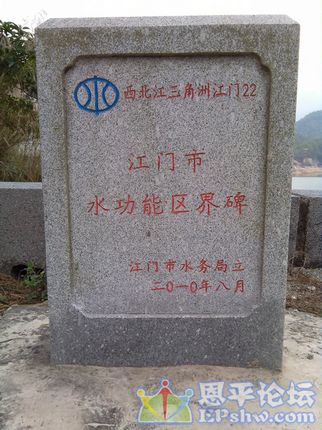 西北江三角洲江门22
江门市
水功能区界碑
江门市水务局立
二〇一〇年八月
恩平论坛
EPshw.com